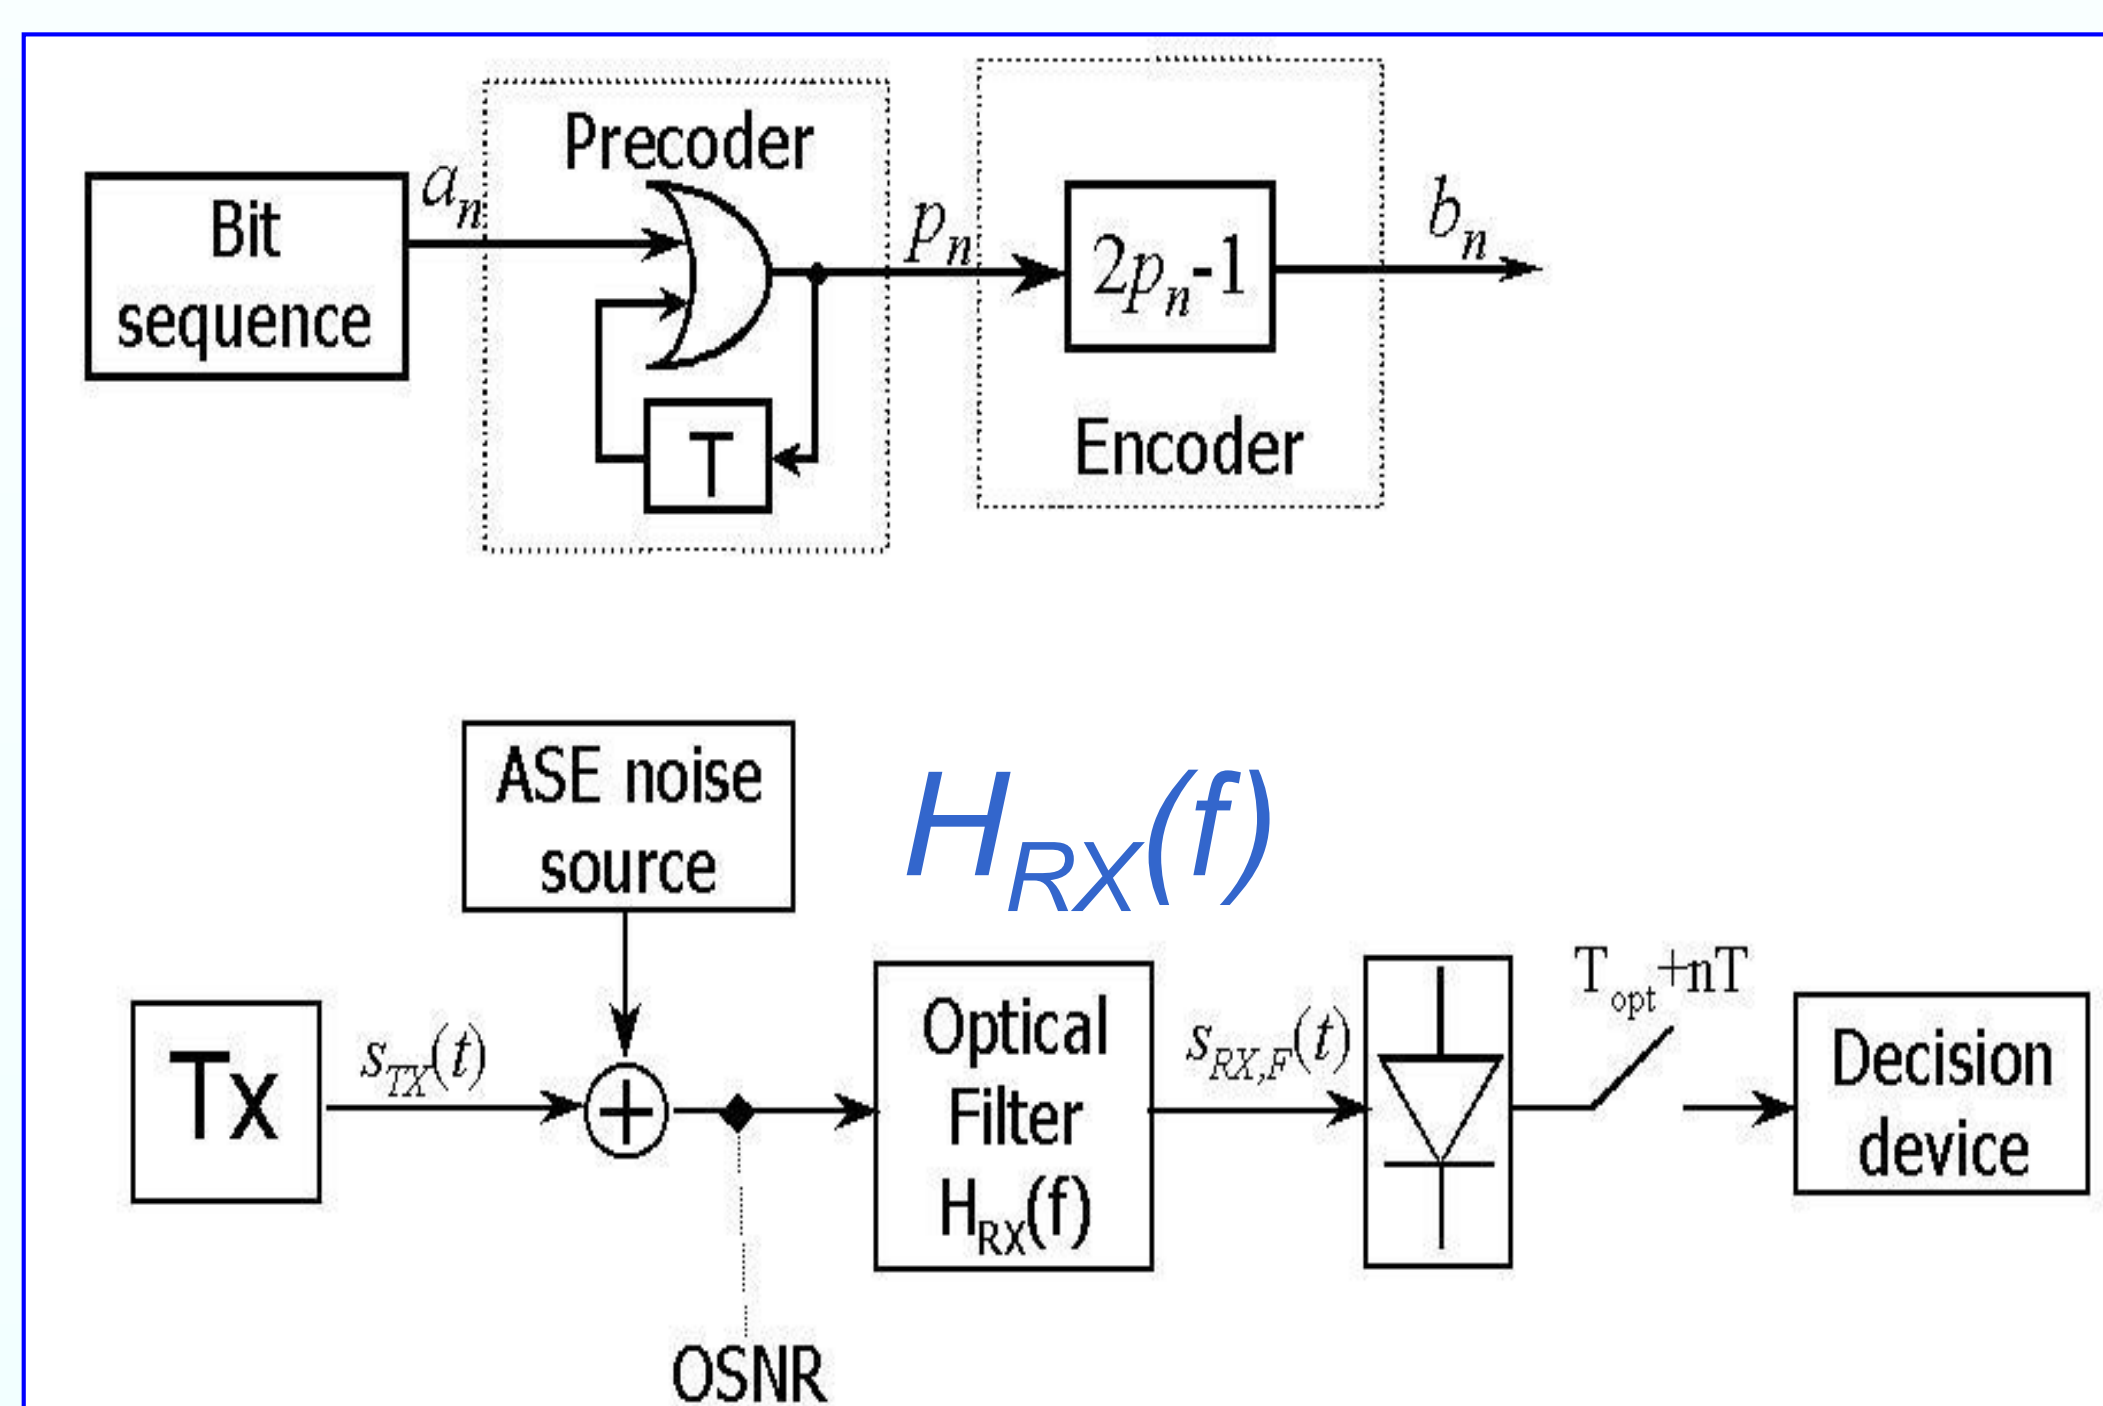 Precoder
a_n
Bit
sequence
p_n
2p_n-1
b_n
T
Encoder
ASE noise
source
H_RX(f)
Tx
s_TX(t)
+
Optical
Filter
H_RX(f)
s_RX,F(t)
T_opt+nT
Decision
device
OSNR